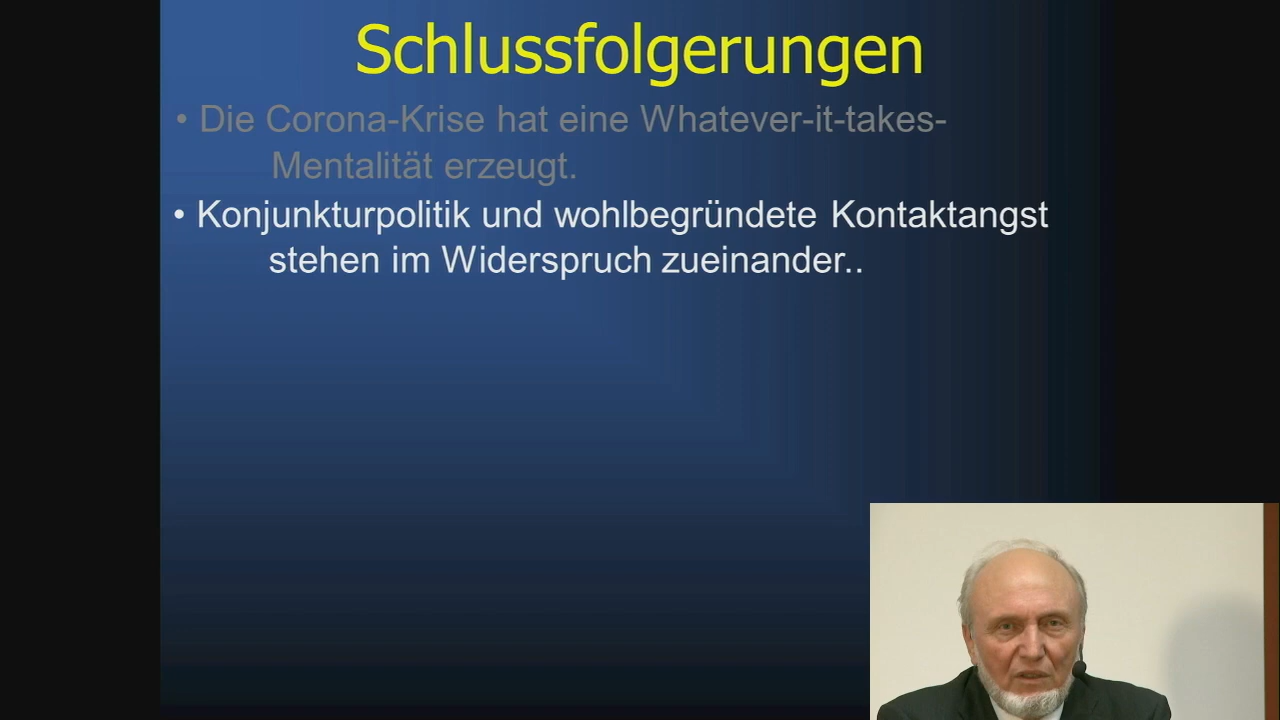 Schlussfolgerungen
• Die Corona-Krise hat eine Whatever-it-takes-
Mentalität erzeugt.
• Konjunkturpolitik und wohlbegründete Kontaktangst
stehen im Widerspruch zueinander..